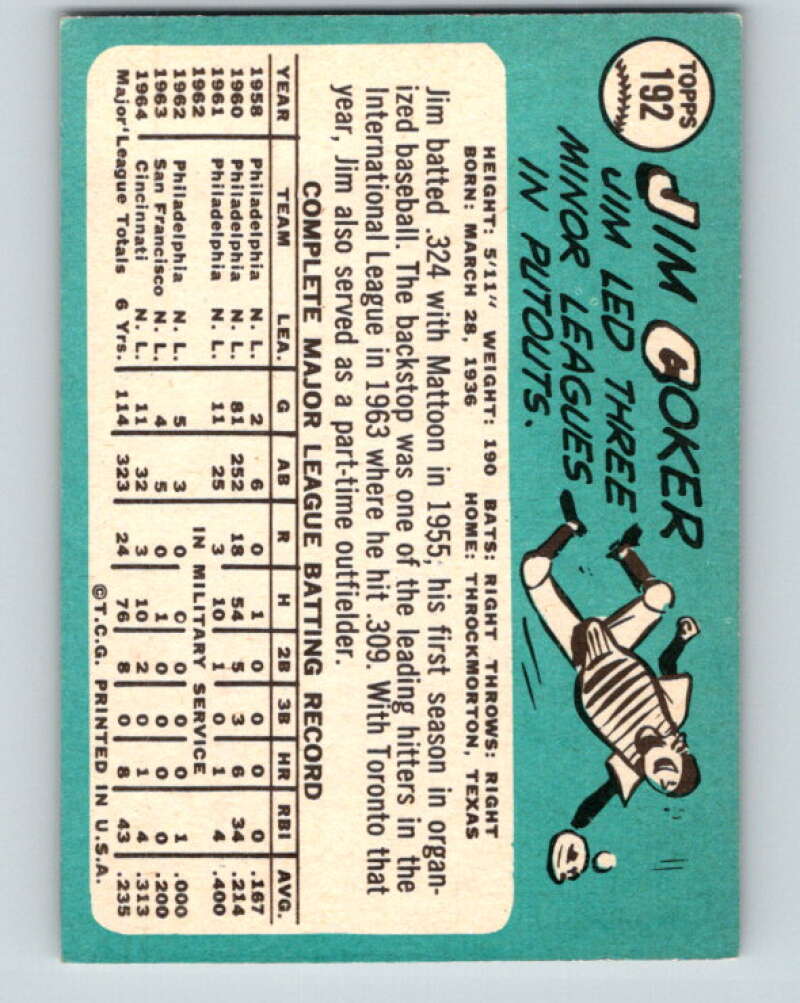 TOPPS
192
JIM COKER
JIM LED THREE
MINOR LEAGUES
IN PUTOUTS.
HEIGHT: 5'11" WEIGHT: 190 BATS: RIGHT THROWS: RIGHT
BORN: MARCH 28, 1936 HOME: THROCKMORTON, TEXAS
Jim batted .324 with Mattoon in 1955, his first season in organ-
ized baseball. The backstop was one of the leading hitters in the
International League in 1963 where he hit .309. With Toronto that
year, Jim also served as a part-time outfielder.
COMPLETE MAJOR LEAGUE BATTING RECORD
YEAR TEAM LEA. G AB R H 2B 3B HR RBI AVG.
1958 Philadelphia N. L. 2 6 0 1 0 0 0 0 .167
1960 Philadelphia N. L. 81 252 18 54 5 3 6 34 .214
1961 Philadelphia N. L. 11 25 3 10 1 0 1 4 .400
1962 IN MILITARY SERVICE
1962 Philadelphia N. L. 5 3 0 0 0 0 0 1 .000
1963 San Francisco N. L. 4 5 0 1 0 0 0 0 .200
1964 Cincinnati N. L. 11 32 3 10 2 0 1 4 .313
Major League Totals 6 Yrs. 114 323 24 76 8 3 8 43 .235
©T.C.G. PRINTED IN U.S.A.